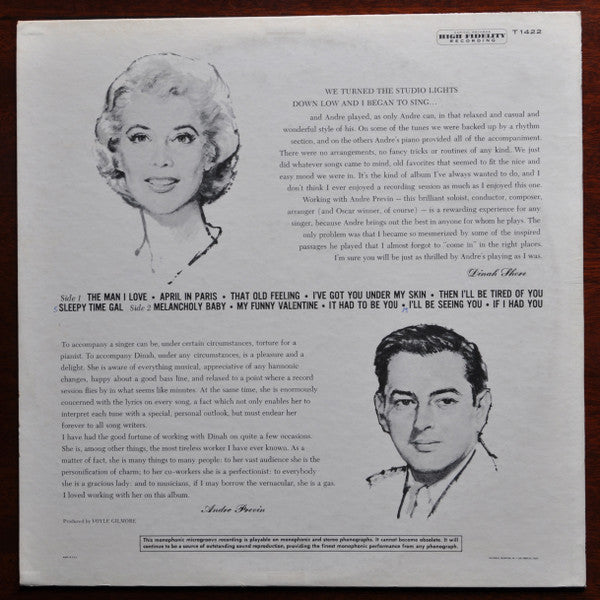 HIGH FIDELITY
RECORDING
T 1422
WE TURNED THE STUDIO LIGHTS
DOWN LOW AND I BEGAN TO SING...
and Andre played, as only Andre can, in that relaxed and casual and
wonderful style of his. On some of the tunes we were backed up by a rhythm
section, and on the others Andre's piano provided all of the accompaniment.
There were no arrangements, no fancy tricks or routines of any kind. We just
did whatever songs came to mind, old favorites that seemed to fit the nice and
easy mood we were in. It's the kind of album I've always wanted to do, and I
don't think I ever enjoyed a recording session as much as I enjoyed this one.
Working with Andre Previn — this brilliant soloist, conductor, composer,
arranger (and Oscar winner, of course) — is a rewarding experience for any
singer, because Andre brings out the best in anyone for whom he plays. The
only problem was that I became so mesmerized by some of the inspired
passages he played that I almost forgot to "come in" in the right places.
I'm sure you will be just as thrilled by Andre's playing as I was.
Dinah Shore
Side 1 THE MAN I LOVE • APRIL IN PARIS • THAT OLD FEELING • I'VE GOT YOU UNDER MY SKIN • THEN I'LL BE TIRED OF YOU
SLEEPY TIME GAL Side 2 MELANCHOLY BABY • MY FUNNY VALENTINE • IT HAD TO BE YOU • I'LL BE SEEING YOU • IF I HAD YOU
To accompany a singer can be, under certain circumstances, torture for a
pianist. To accompany Dinah, under any circumstances, is a pleasure and a
delight. She is aware of everything musical, appreciative of any harmonic
changes, happy about a good bass line, and relaxed to a point where a record
session flies by in what seems like minutes. At the same time, she is enormously
concerned with the lyrics on every song, a fact which not only enables her to
interpret each tune with a special, personal outlook, but must endear her
forever to all song writers.
I have had the good fortune of working with Dinah on quite a few occasions.
She is, among other things, the most tireless worker I have ever known. As a
matter of fact, she is many things to many people: to her vast audience she is the
personification of charm; to her co-workers she is a perfectionist; to everybody
she is a gracious lady; and to musicians, if I may borrow the vernacular, she is a gas.
I loved working with her on this album.
Andre Previn
Produced by VOYLE GILMORE
This monophonic microgroove recording is playable on monophonic and stereo phonographs. It cannot become obsolete. It will
continue to be a source of outstanding sound reproduction, providing the finest monophonic performance from any phonograph.